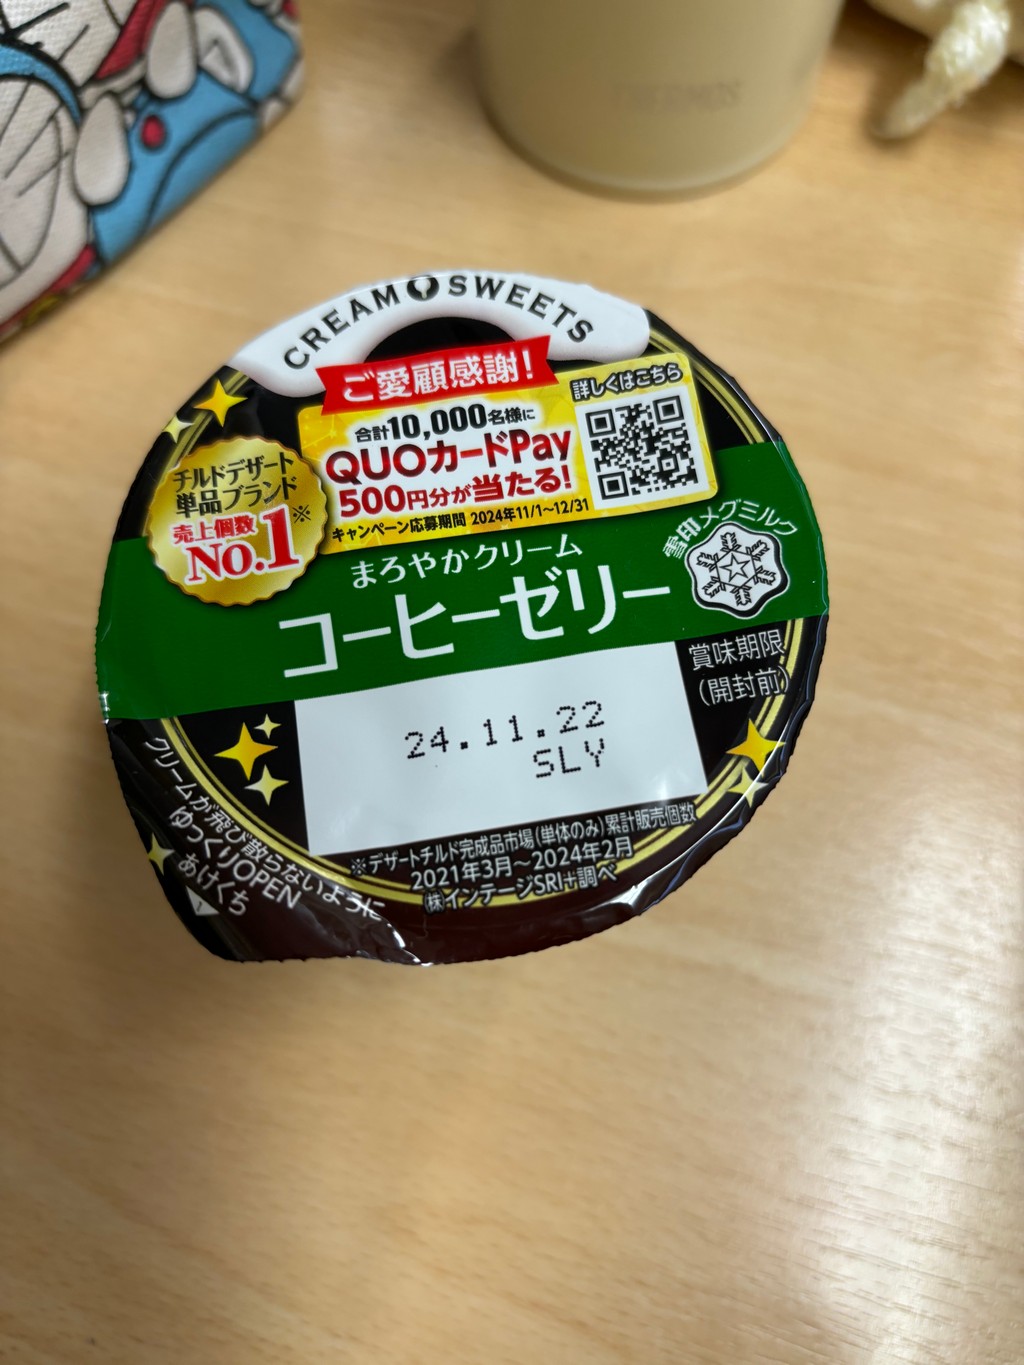 THERMOS
CREAM SWEETS
ご愛顧感謝!
合計10,000名様に
QUOカードPay
500円分が当たる!
キャンペーン応募期間 2024年11/1~12/31
詳しくはこちら
チルドデザート
単品ブランド
売上個数
No.1※
まろやかクリーム
コーヒーゼリー
雪印メグミルク
賞味期限
(開封前)
24.11.22
SLY
※デザートチルド完成品市場(単体のみ)累計販売個数
2021年3月~2024年2月
㈱インテージSRI+調べ
クリームが飛び散らないように
ゆっくりOPEN
あけくち